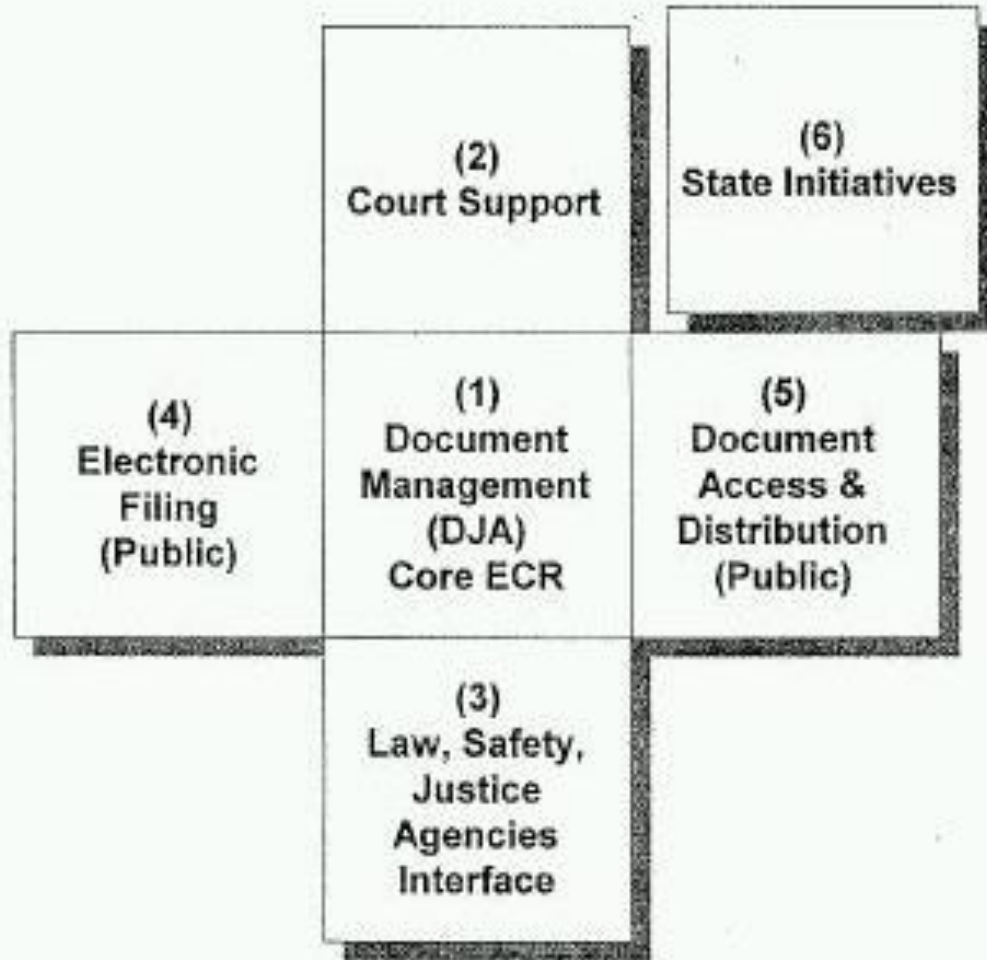 (2)
Court Support
(6)
State Initiatives
(4)
Electronic
Filing
(Public)
(1)
Document
Management
(DJA)
Core ECR
(5)
Document
Access &
Distribution
(Public)
(3)
Law, Safety,
Justice
Agencies
Interface